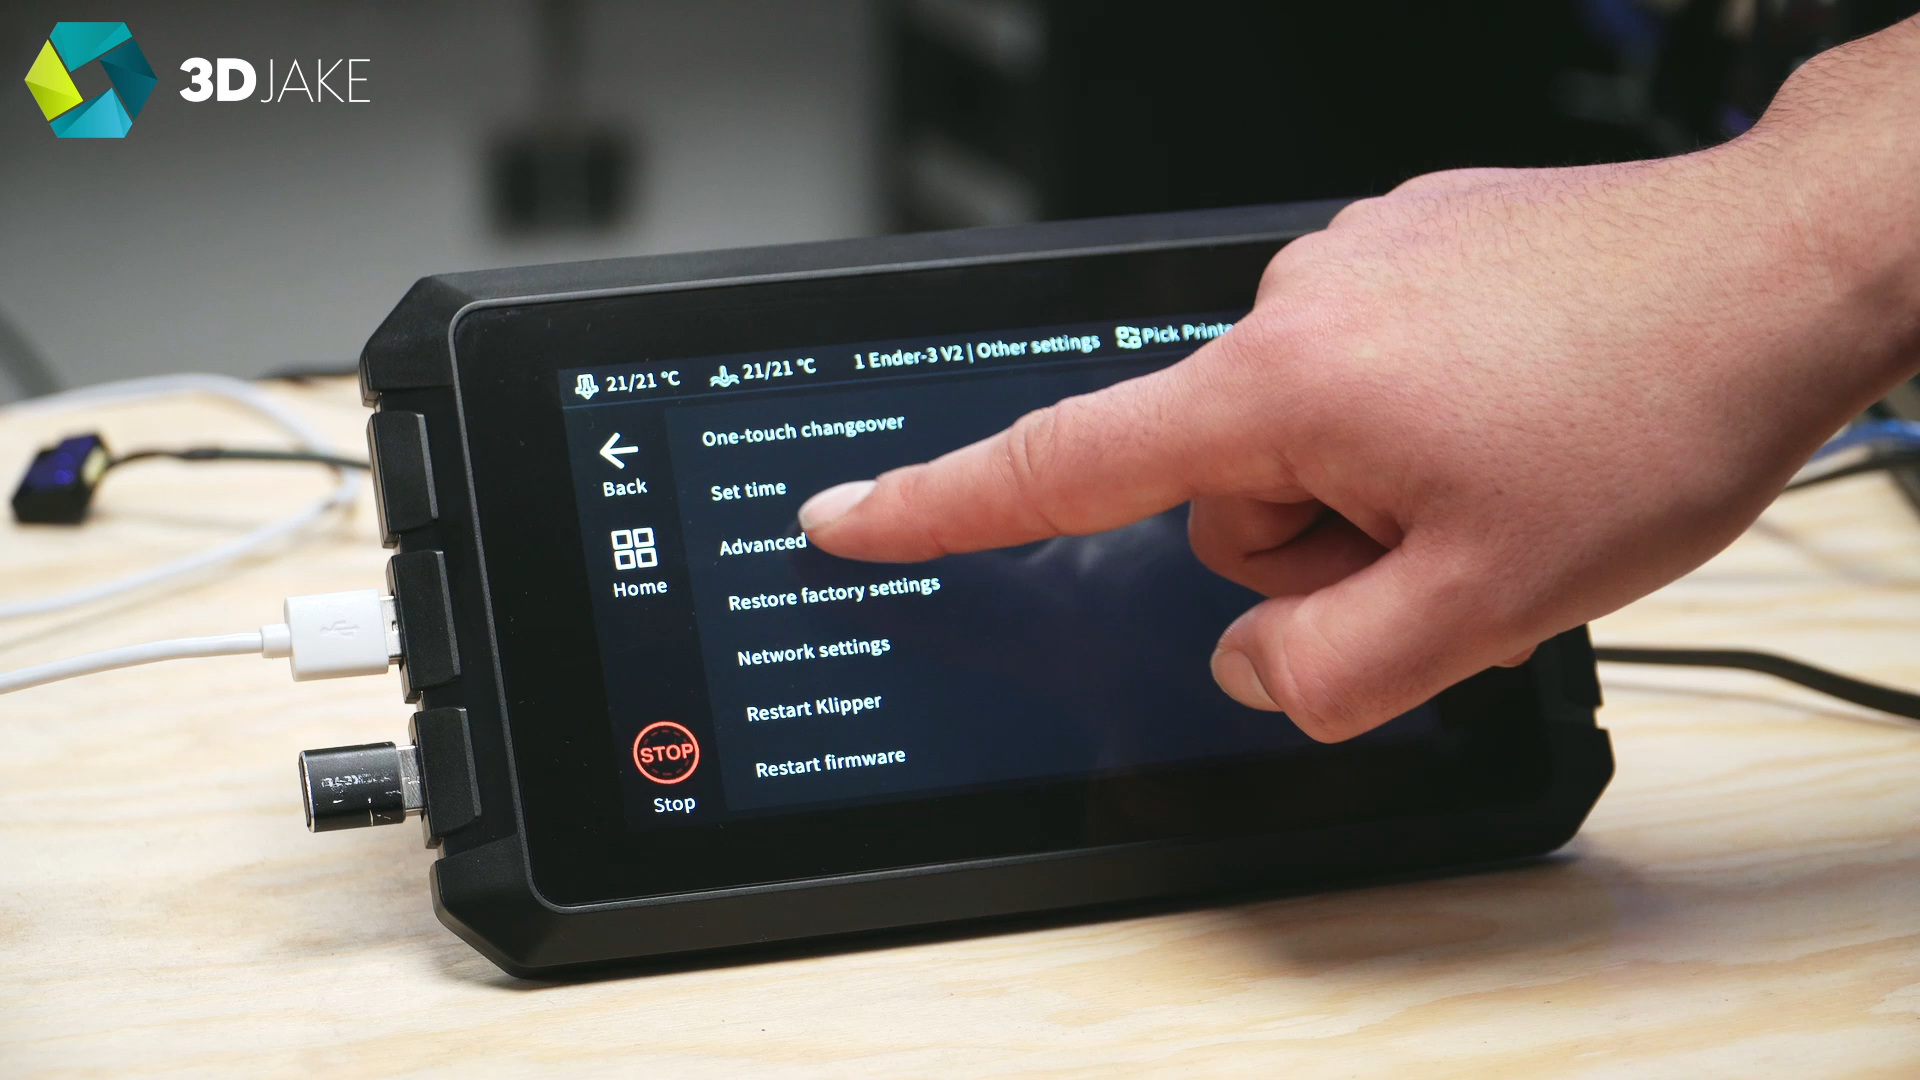 3DJAKE
21/21 °C
21/21 °C
1 Ender-3 V2 | Other settings
Pick
One-touch changeover
Back
Set time
Advanced
Home
Restore factory settings
Network settings
Restart Klipper
STOP
Restart firmware
Stop